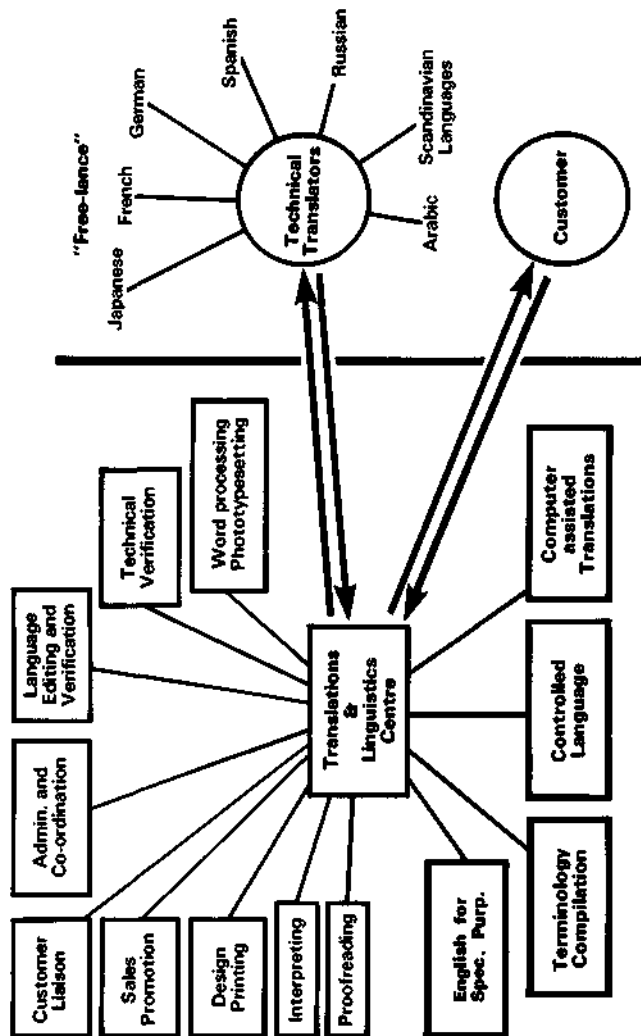 Customer
Liaison
Admin. and
Co-ordination
Language
Editing and
Verification
Technical
Verification
Word processing
Phototypesetting
Sales
Promotion
Design
Printing
Interpreting
Proofreading
Translations
&
Linguistics
Centre
English for
Spec. Purp.
Terminology
Compilation
Controlled
Language
Computer
assisted
Translations
"Free-lance"
Japanese
French
German
Spanish
Russian
Scandinavian
Languages
Arabic
Technical
Translators
Customer